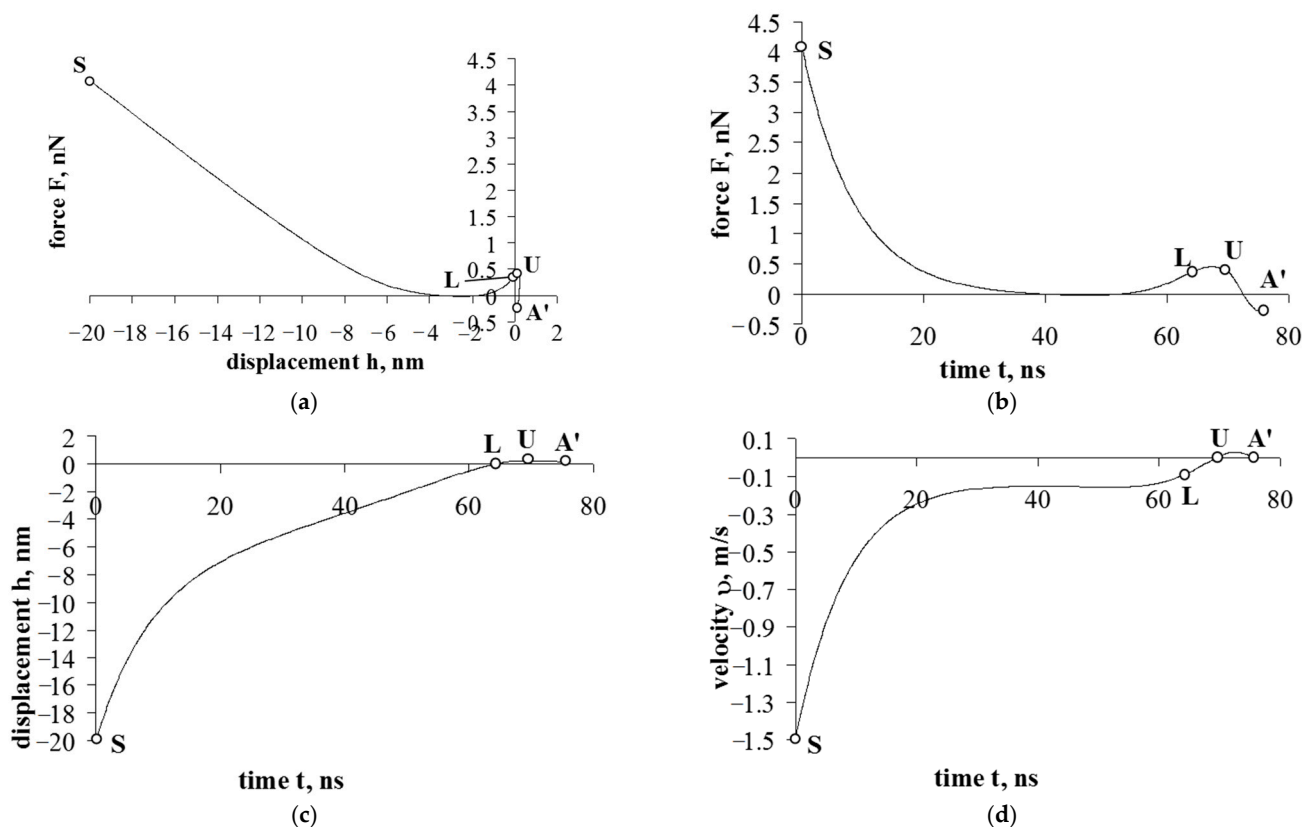 S
4.5
4
3.5
3
2.5
2
1.5
1
0.5
0
−0.5
force F, nN
L
U
A'
−20 −18 −16 −14 −12 −10 −8 −6 −4 −2 0 2
displacement h, nm
(a)
4.5
4
3.5
3
2.5
2
1.5
1
0.5
0
−0.5
force F, nN
S
L
U
A'
0 20 40 60 80
time t, ns
(b)
2
0
−2
−4
−6
−8
−10
−12
−14
−16
−18
−20
displacement h, nm
L U A'
0 20 40 60 80
S
time t, ns
(c)
0.1
−0.1
−0.3
−0.5
−0.7
−0.9
−1.1
−1.3
−1.5
velocity υ, m/s
U A'
L
0 20 40 60 80
S
time t, ns
(d)